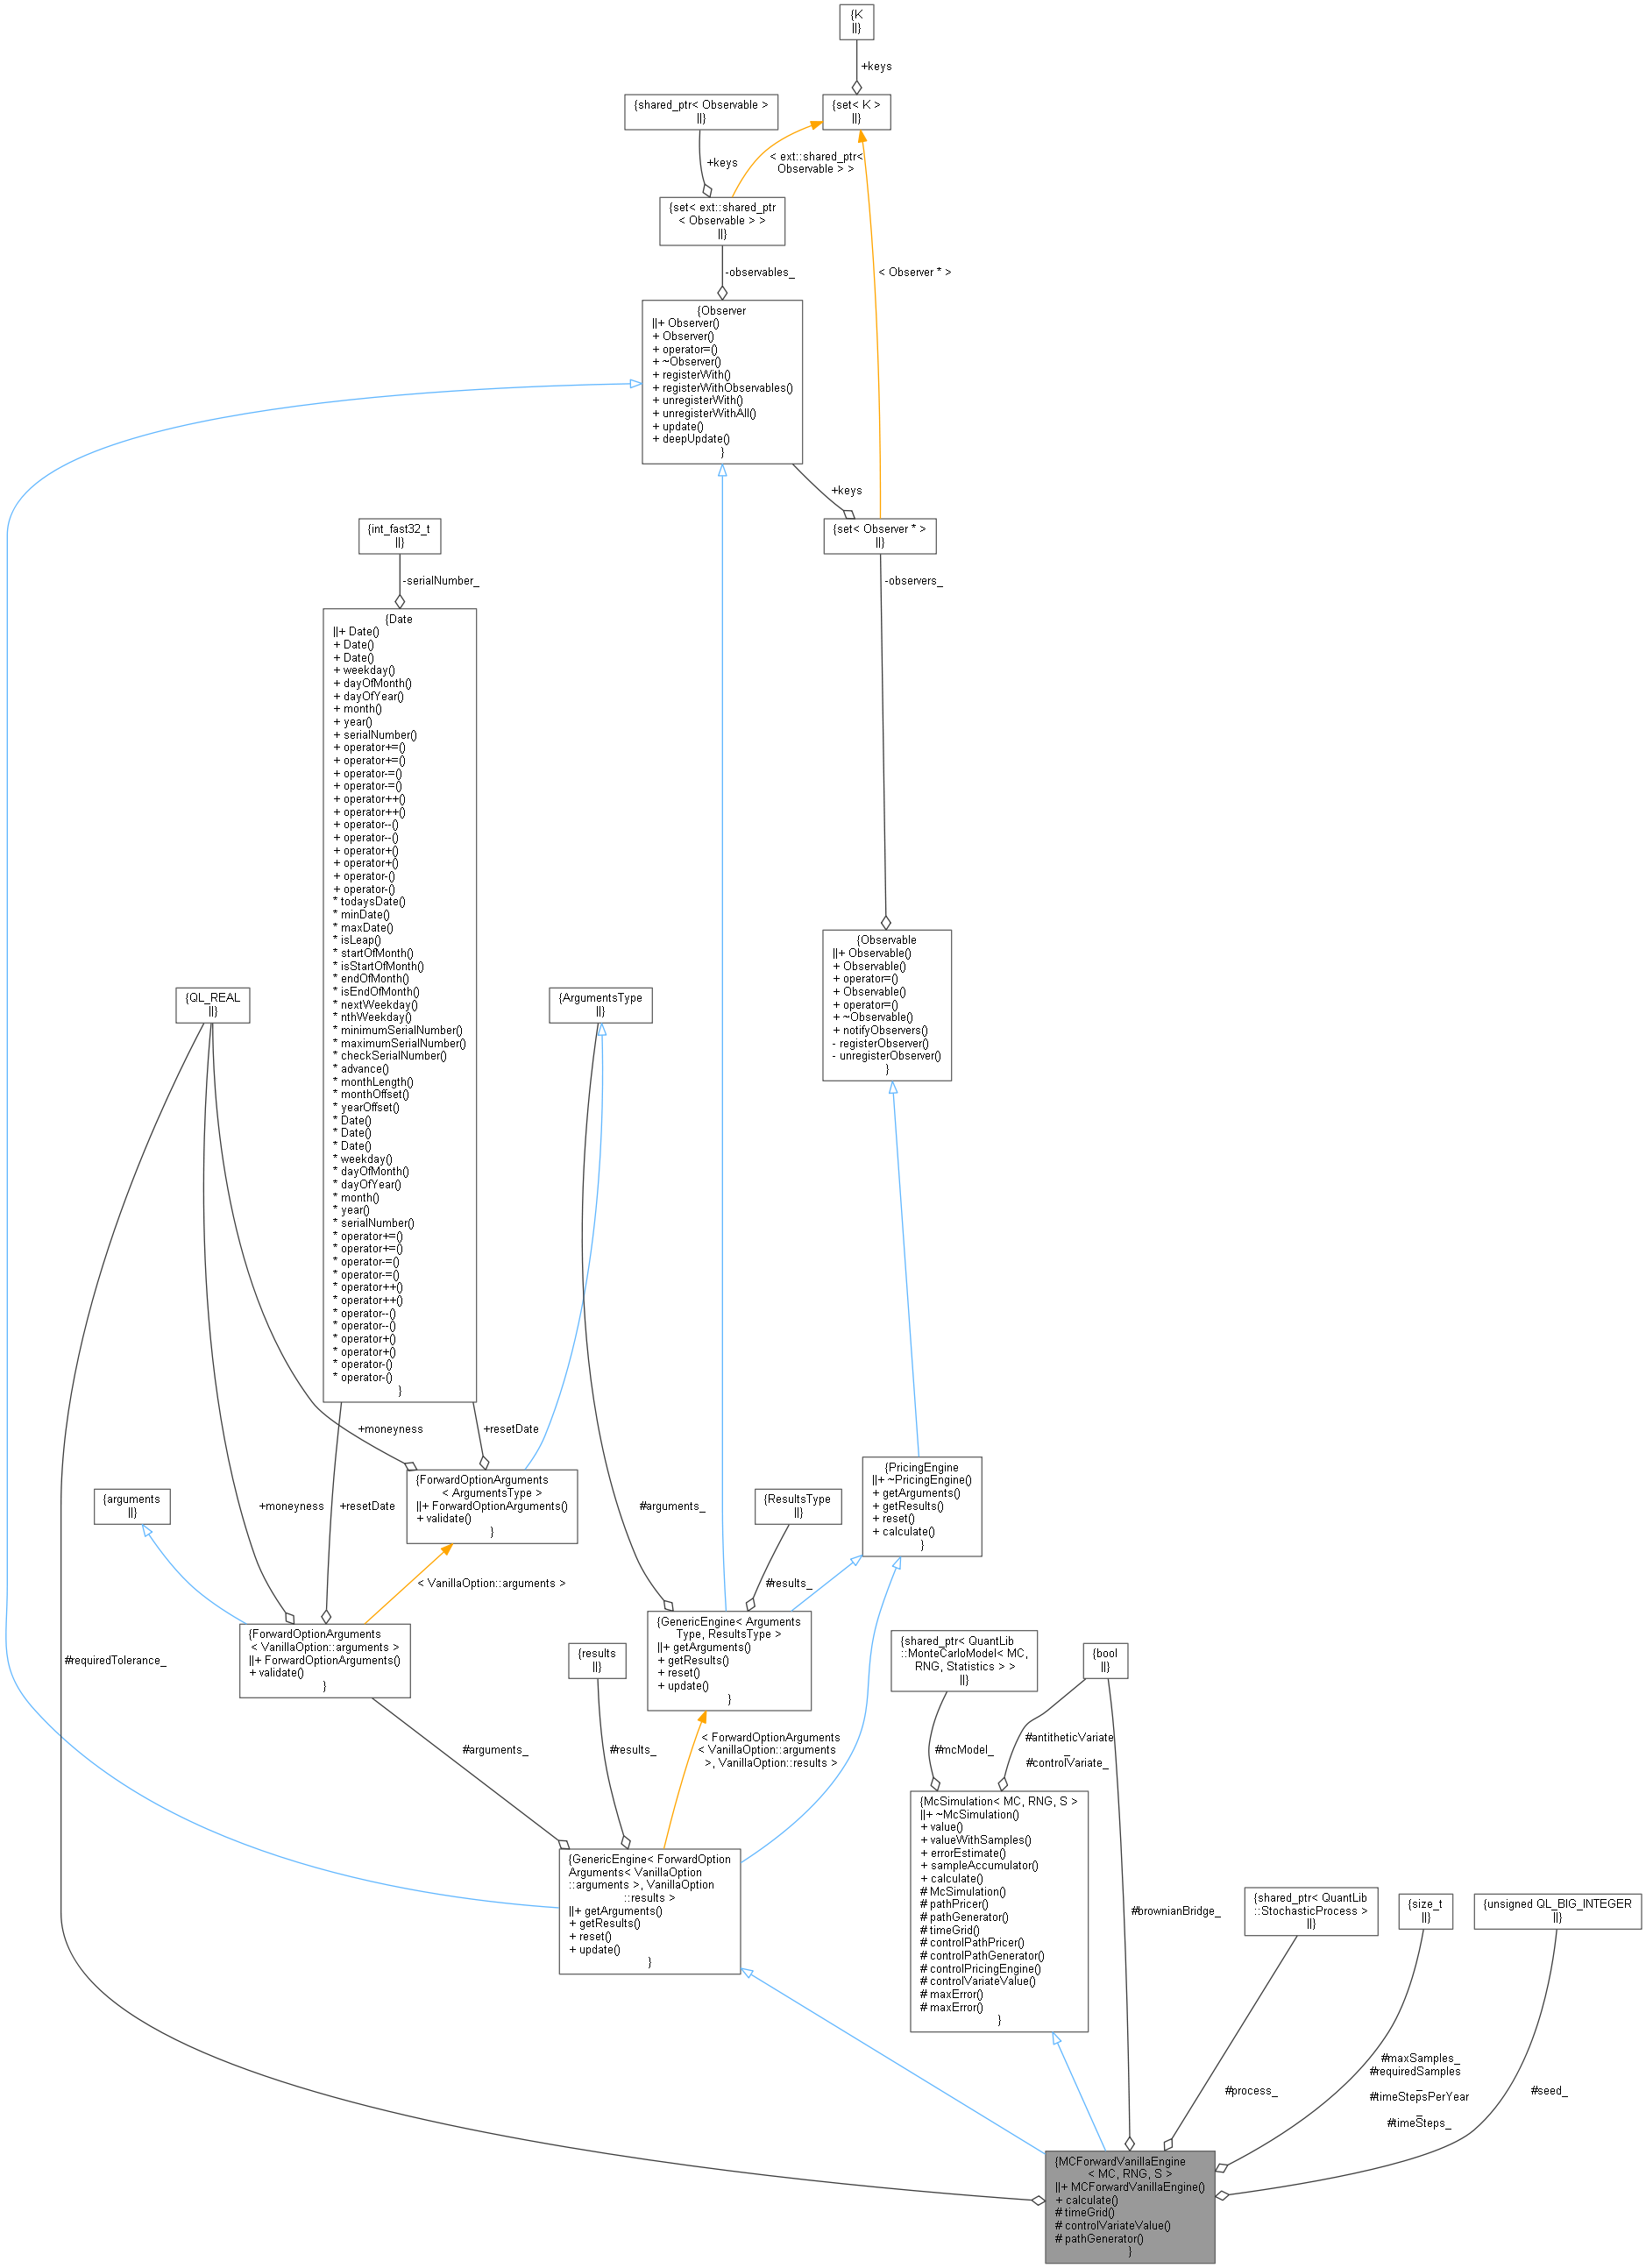 {K
||}
+keys
{shared_ptr< Observable >
||}
{set< K >
||}
+keys
< ext::shared_ptr<
Observable > >
{set< ext::shared_ptr
< Observable > >
||}
-observables_
< Observer * >
{Observer
||+ Observer()
+ Observer()
+ operator=()
+ ~Observer()
+ registerWith()
+ registerWithObservables()
+ unregisterWith()
+ unregisterWithAll()
+ update()
+ deepUpdate()
}
+keys
{int_fast32_t
||}
{set< Observer * >
||}
-serialNumber_
-observers_
{Date
||+ Date()
+ Date()
+ Date()
+ weekday()
+ dayOfMonth()
+ dayOfYear()
+ month()
+ year()
+ serialNumber()
+ operator+=()
+ operator+=()
+ operator-=()
+ operator-=()
+ operator++()
+ operator++()
+ operator--()
+ operator--()
+ operator+()
+ operator+()
+ operator-()
+ operator-()
* todaysDate()
* minDate()
* maxDate()
* isLeap()
* startOfMonth()
* isStartOfMonth()
* endOfMonth()
* isEndOfMonth()
* nextWeekday()
* nthWeekday()
* minimumSerialNumber()
* maximumSerialNumber()
* checkSerialNumber()
* advance()
* monthLength()
* monthOffset()
* yearOffset()
* Date()
* Date()
* Date()
* weekday()
* dayOfMonth()
* dayOfYear()
* month()
* year()
* serialNumber()
* operator+=()
* operator+=()
* operator-=()
* operator-=()
* operator++()
* operator++()
* operator--()
* operator--()
* operator+()
* operator+()
* operator-()
* operator-()
}
{Observable
||+ Observable()
+ Observable()
+ operator=()
+ Observable()
+ operator=()
+ ~Observable()
+ notifyObservers()
- registerObserver()
- unregisterObserver()
}
{QL_REAL
||}
{ArgumentsType
||}
+moneyness
+resetDate
{PricingEngine
||+ ~PricingEngine()
+ getArguments()
+ getResults()
+ reset()
+ calculate()
}
{ForwardOptionArguments
< ArgumentsType >
||+ ForwardOptionArguments()
+ validate()
}
{arguments
||}
+moneyness
+resetDate
#arguments_
{ResultsType
||}
< VanillaOption::arguments >
#results_
{GenericEngine< Arguments
Type, ResultsType >
||+ getArguments()
+ getResults()
+ reset()
+ update()
}
{ForwardOptionArguments
< VanillaOption::arguments >
||+ ForwardOptionArguments()
+ validate()
}
#requiredTolerance_
{results
||}
{shared_ptr< QuantLib
::MonteCarloModel< MC,
RNG, Statistics > >
||}
{bool
||}
#arguments_
#results_
< ForwardOptionArguments
< VanillaOption::arguments
>, VanillaOption::results >
#mcModel_
#antitheticVariate
_
#controlVariate_
{McSimulation< MC, RNG, S >
||+ ~McSimulation()
+ value()
+ valueWithSamples()
+ errorEstimate()
+ sampleAccumulator()
+ calculate()
# McSimulation()
# pathPricer()
# pathGenerator()
# timeGrid()
# controlPathPricer()
# controlPathGenerator()
# controlPricingEngine()
# controlVariateValue()
# maxError()
# maxError()
}
{GenericEngine< ForwardOption
Arguments< VanillaOption
::arguments >, VanillaOption
::results >
||+ getArguments()
+ getResults()
+ reset()
+ update()
}
#brownianBridge_
{shared_ptr< QuantLib
::StochasticProcess >
||}
{size_t
||}
{unsigned QL_BIG_INTEGER
||}
#process_
#maxSamples_
#requiredSamples
_
#timeStepsPerYear
_
#timeSteps_
#seed_
{MCForwardVanillaEngine
< MC, RNG, S >
||+ MCForwardVanillaEngine()
+ calculate()
# timeGrid()
# controlVariateValue()
# pathGenerator()
}